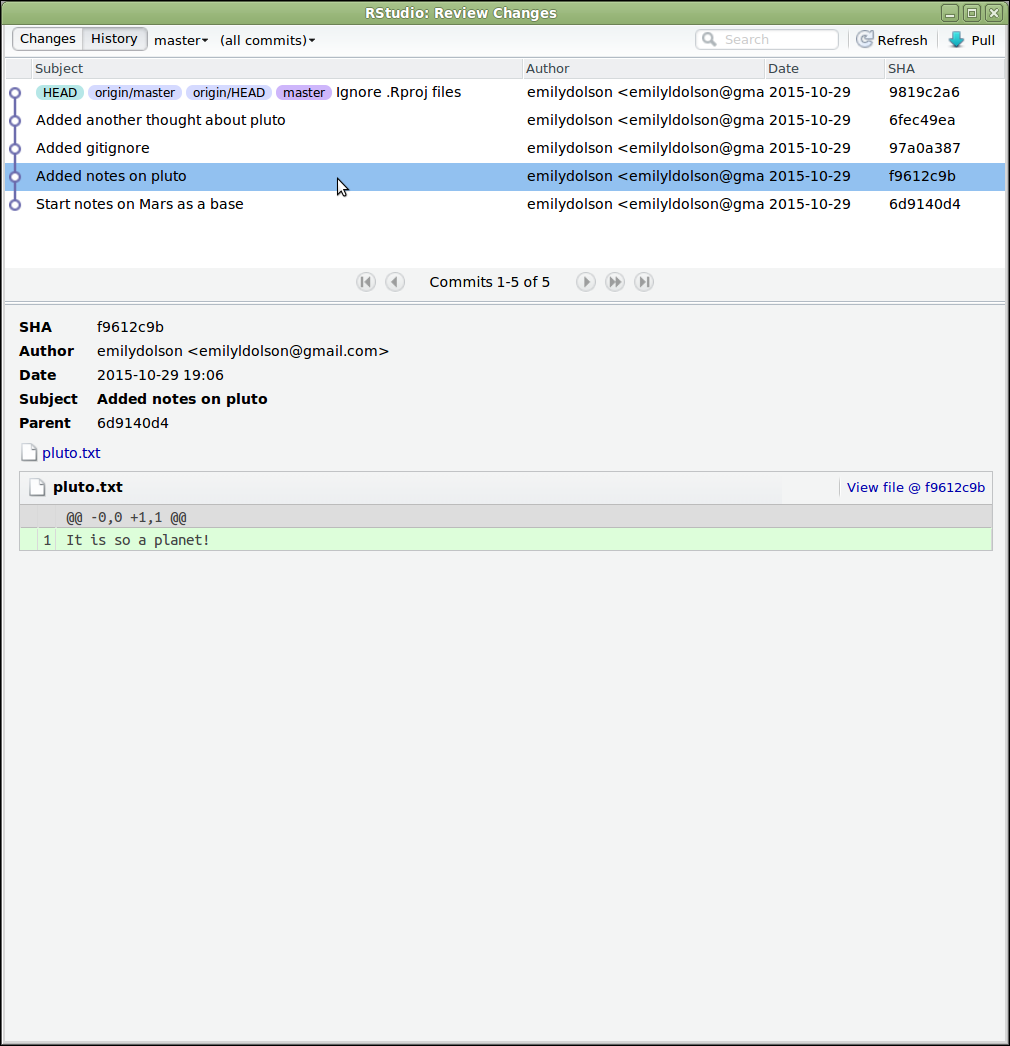 RStudio: Review Changes
Changes History master (all commits) Search Refresh Pull
Subject Author Date SHA
HEAD origin/master origin/HEAD master Ignore .Rproj files emilydolson <emilyldolson@gma 2015-10-29 9819c2a6
Added another thought about pluto emilydolson <emilyldolson@gma 2015-10-29 6fec49ea
Added gitignore emilydolson <emilyldolson@gma 2015-10-29 97a0a387
Added notes on pluto emilydolson <emilyldolson@gma 2015-10-29 f9612c9b
Start notes on Mars as a base emilydolson <emilyldolson@gma 2015-10-29 6d9140d4
Commits 1-5 of 5
SHA f9612c9b
Author emilydolson <emilyldolson@gmail.com>
Date 2015-10-29 19:06
Subject Added notes on pluto
Parent 6d9140d4
pluto.txt
pluto.txt View file @ f9612c9b
@@ -0,0 +1,1 @@
1 It is so a planet!